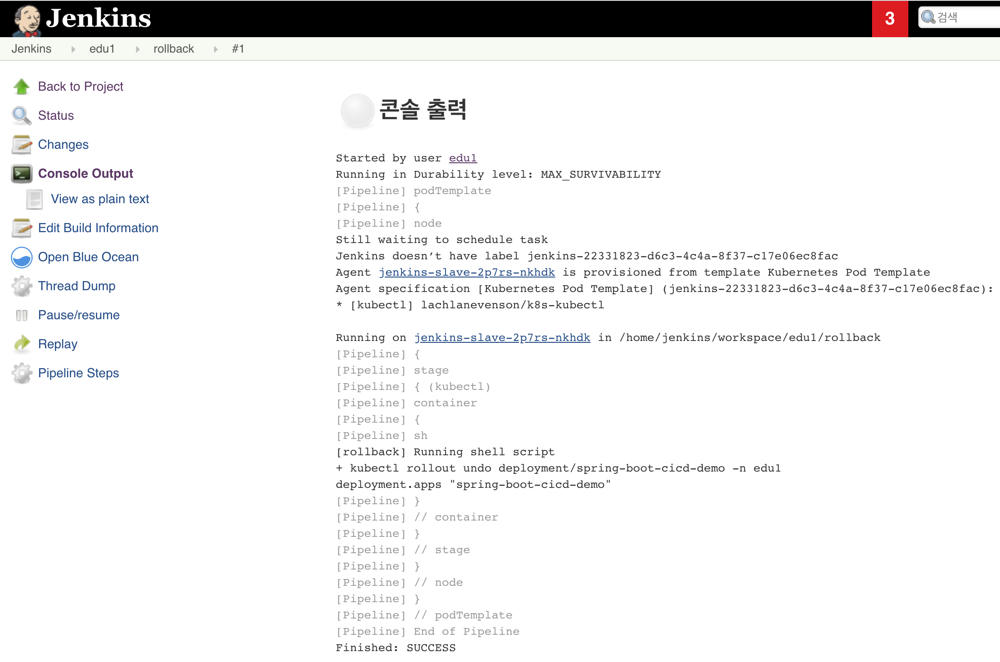 Jenkins
3
검색
Jenkins edu1 rollback #1
Back to Project
Status
Changes
Console Output
View as plain text
Edit Build Information
Open Blue Ocean
Thread Dump
Pause/resume
Replay
Pipeline Steps
콘솔 출력
Started by user edu1
Running in Durability level: MAX_SURVIVABILITY
[Pipeline] podTemplate
[Pipeline] {
[Pipeline] node
Still waiting to schedule task
Jenkins doesn’t have label jenkins-22331823-d6c3-4c4a-8f37-c17e06ec8fac
Agent jenkins-slave-2p7rs-nkhdk is provisioned from template Kubernetes Pod Template
Agent specification [Kubernetes Pod Template] (jenkins-22331823-d6c3-4c4a-8f37-c17e06ec8fac):
* [kubectl] lachlanevenson/k8s-kubectl
Running on jenkins-slave-2p7rs-nkhdk in /home/jenkins/workspace/edu1/rollback
[Pipeline] {
[Pipeline] stage
[Pipeline] { (kubectl)
[Pipeline] container
[Pipeline] {
[Pipeline] sh
[rollback] Running shell script
+ kubectl rollout undo deployment/spring-boot-cicd-demo -n edu1
deployment.apps "spring-boot-cicd-demo"
[Pipeline] }
[Pipeline] // container
[Pipeline] }
[Pipeline] // stage
[Pipeline] }
[Pipeline] // node
[Pipeline] }
[Pipeline] // podTemplate
[Pipeline] End of Pipeline
Finished: SUCCESS